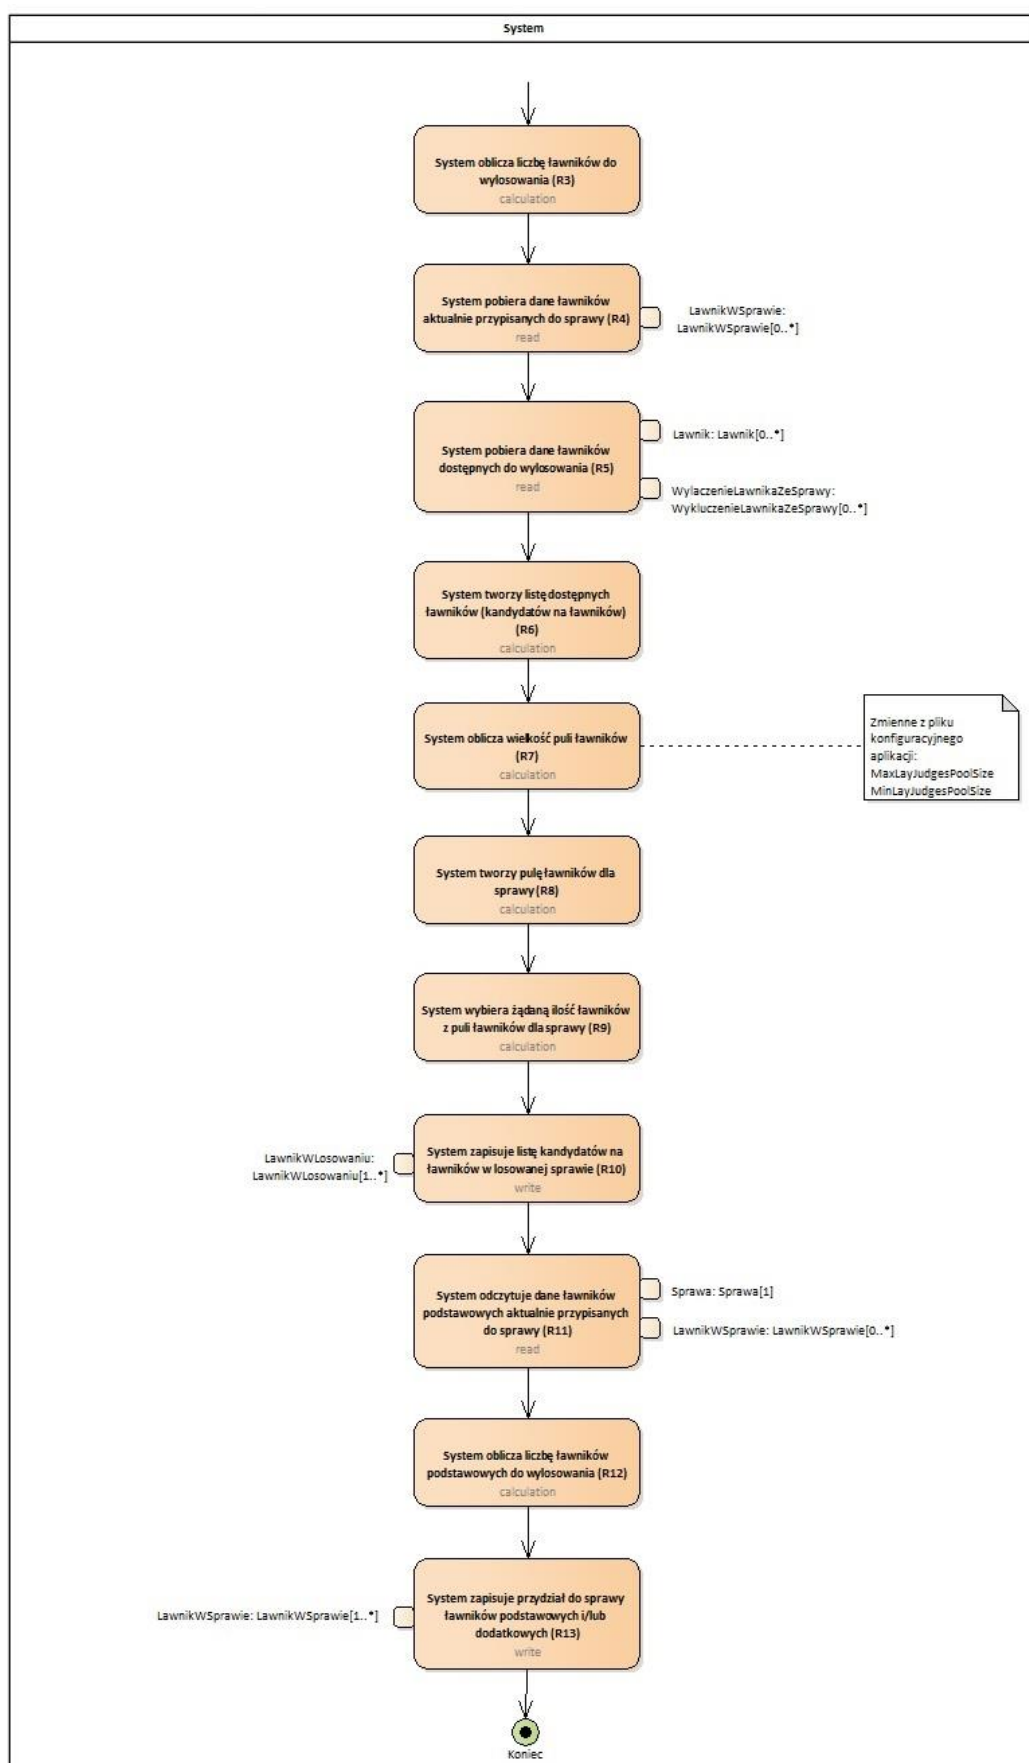 System
System oblicza liczbę ławników do
wylosowania (R3)
calculation
System pobiera dane ławników
aktualnie przypisanych do sprawy (R4)
read
LawnikWSprawie:
LawnikWSprawie[0..*]
System pobiera dane ławników
dostępnych do wylosowania (R5)
read
Lawnik: Lawnik[0..*]
WylaczenieLawnikaZeSprawy:
WykluczenieLawnikaZeSprawy[0..*]
System tworzy listę dostępnych
ławników (kandydatów na ławników)
(R6)
calculation
System oblicza wielkość puli ławników
(R7)
calculation
Zmienne z pliku
konfiguracyjnego
aplikacji:
MaxLayJudgesPoolSize
MinLayJudgesPoolSize
System tworzy pulę ławników dla
sprawy (R8)
calculation
System wybiera żądaną ilość ławników
z puli ławników dla sprawy (R9)
calculation
LawnikWLosowaniu:
LawnikWLosowaniu[1..*]
System zapisuje listę kandydatów na
ławników w losowanej sprawie (R10)
write
System odczytuje dane ławników
podstawowych aktualnie przypisanych
do sprawy (R11)
read
Sprawa: Sprawa[1]
LawnikWSprawie: LawnikWSprawie[0..*]
System oblicza liczbę ławników
podstawowych do wylosowania (R12)
calculation
LawnikWSprawie: LawnikWSprawie[1..*]
System zapisuje przydział do sprawy
ławników podstawowych i/lub
dodatkowych (R13)
write
Koniec